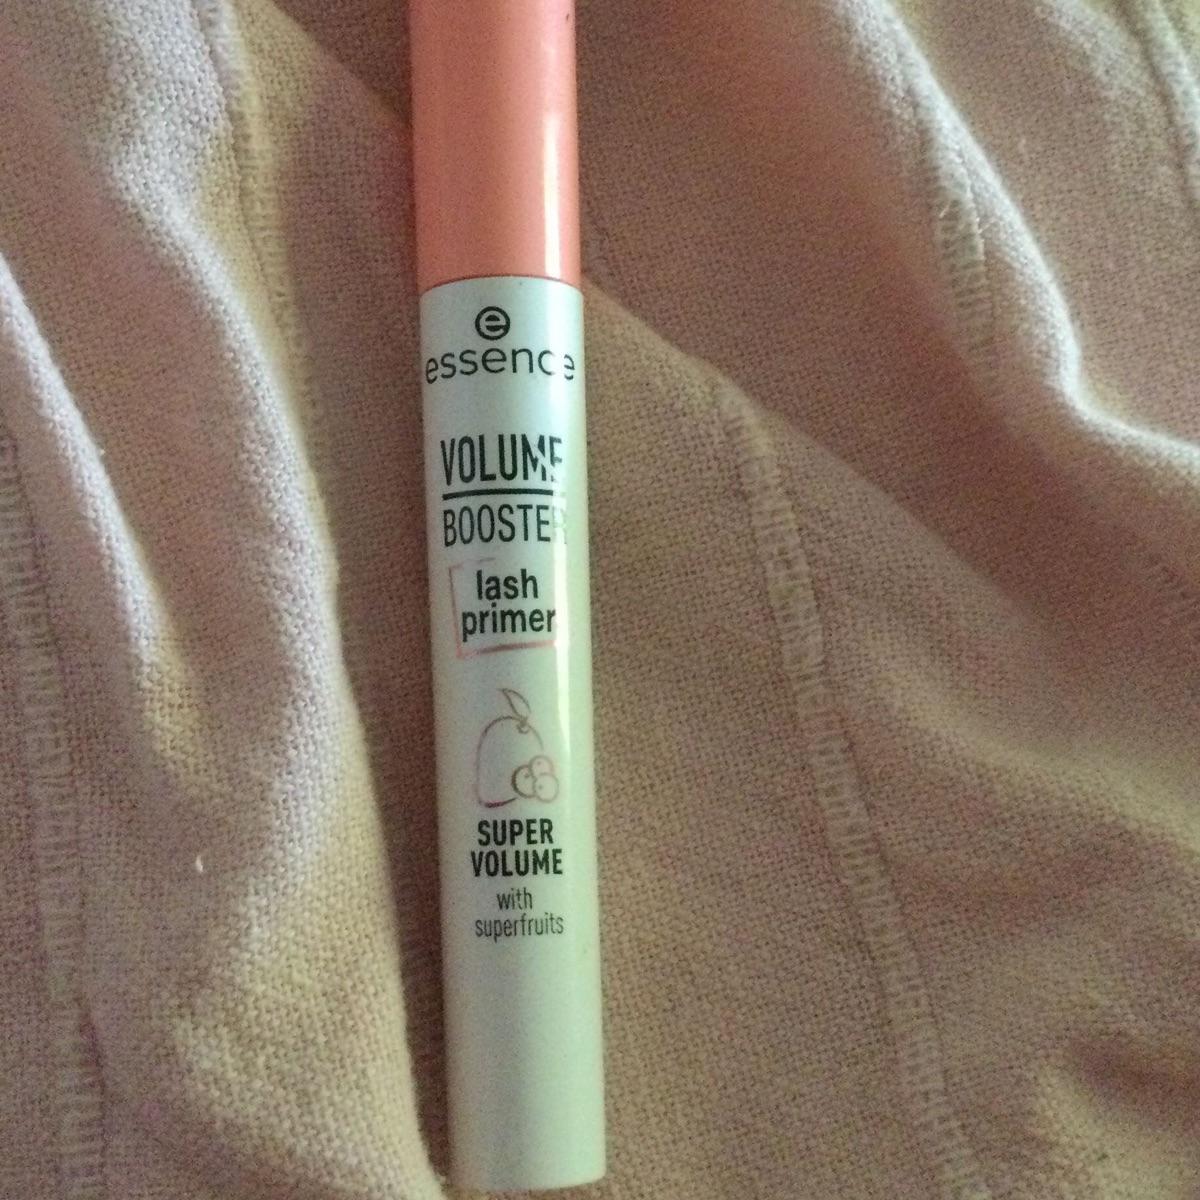 e
essence
VOLUME
BOOSTER
lash
primer
SUPER
VOLUME
with
superfruits